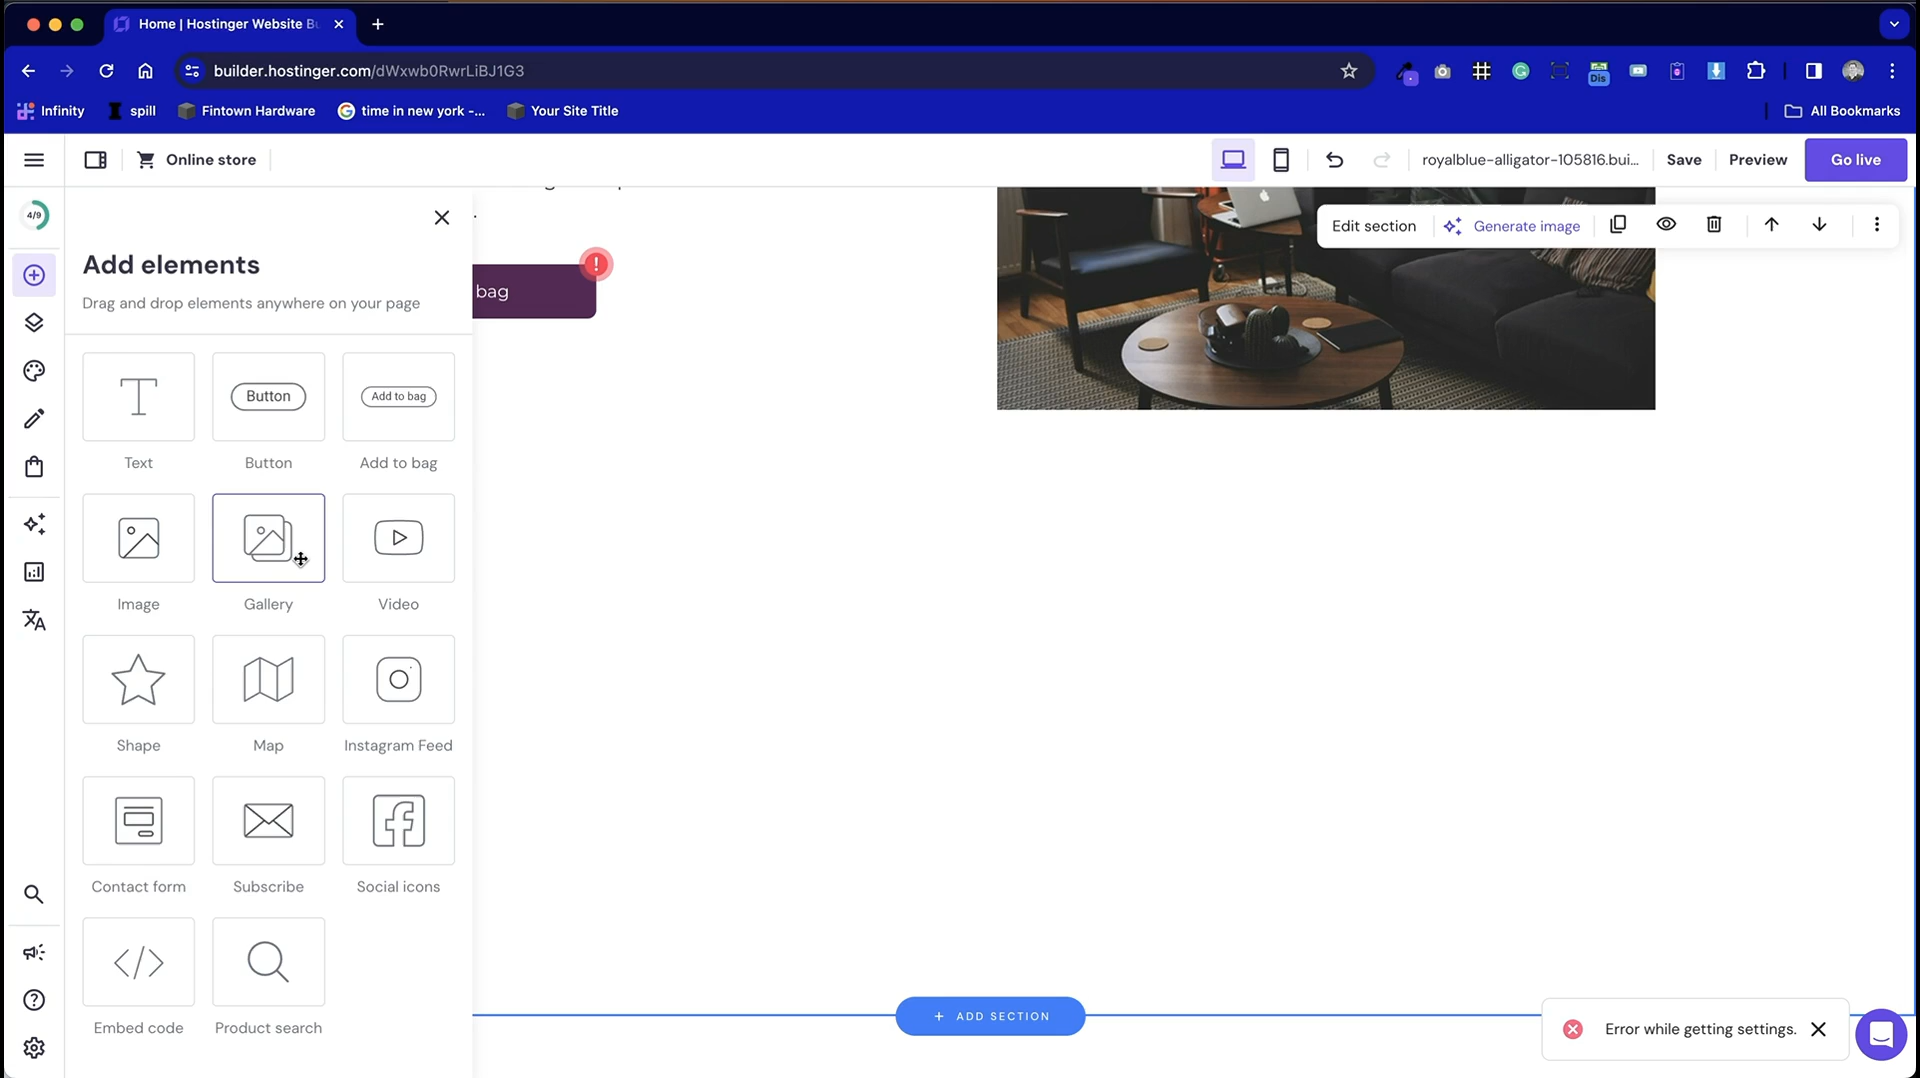 Home | Hostinger Website Bu
builder.hostinger.com/dWxwb0RwrLiBJ1G3
Dis
Infinity
spill
Fintown Hardware
time in new york -...
Your Site Title
All Bookmarks
Online store
royalblue-alligator-105816.bui...
Save
Preview
Go live
4/9
Edit section
Generate image
Add elements
Drag and drop elements anywhere on your page
bag
!
Button
Add to bag
Text
Button
Add to bag
Image
Gallery
Video
Shape
Map
Instagram Feed
Contact form
Subscribe
Social icons
Embed code
Product search
+ ADD SECTION
Error while getting settings.